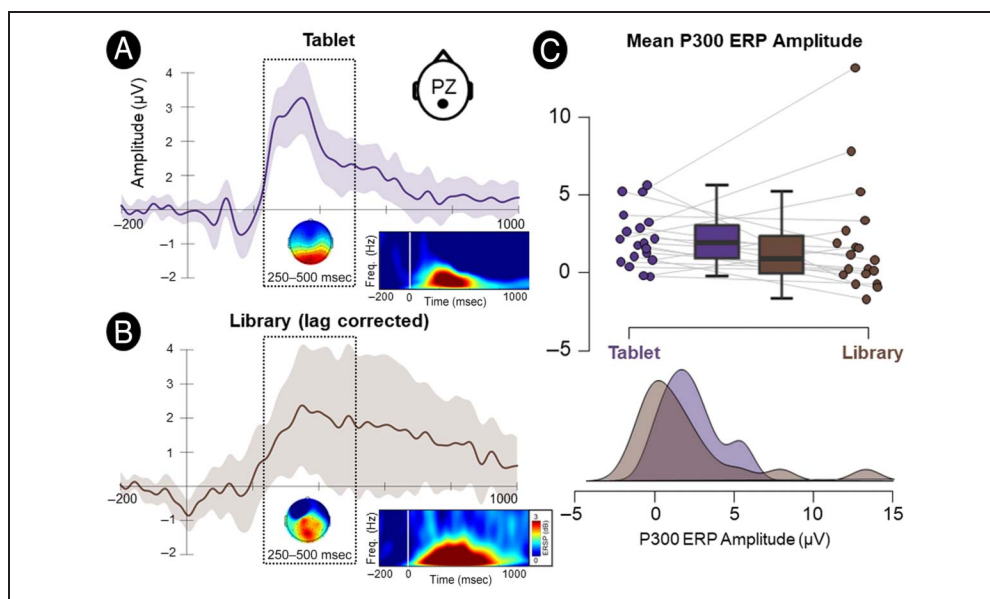 A
Tablet
Amplitude (µV)
4
3
2
2
−1
−2
−200
1000
PZ
250–500 msec
Freq. (Hz)
−200
0
1000
Time (msec)
B
Library (lag corrected)
4
3
2
1
−1
−2
−200
1000
250–500 msec
Freq. (Hz)
−200
0
1000
Time (msec)
3
0
ERSP (dB)
C
Mean P300 ERP Amplitude
10
5
0
−5
Tablet
Library
−5
0
5
10
15
P300 ERP Amplitude (µV)